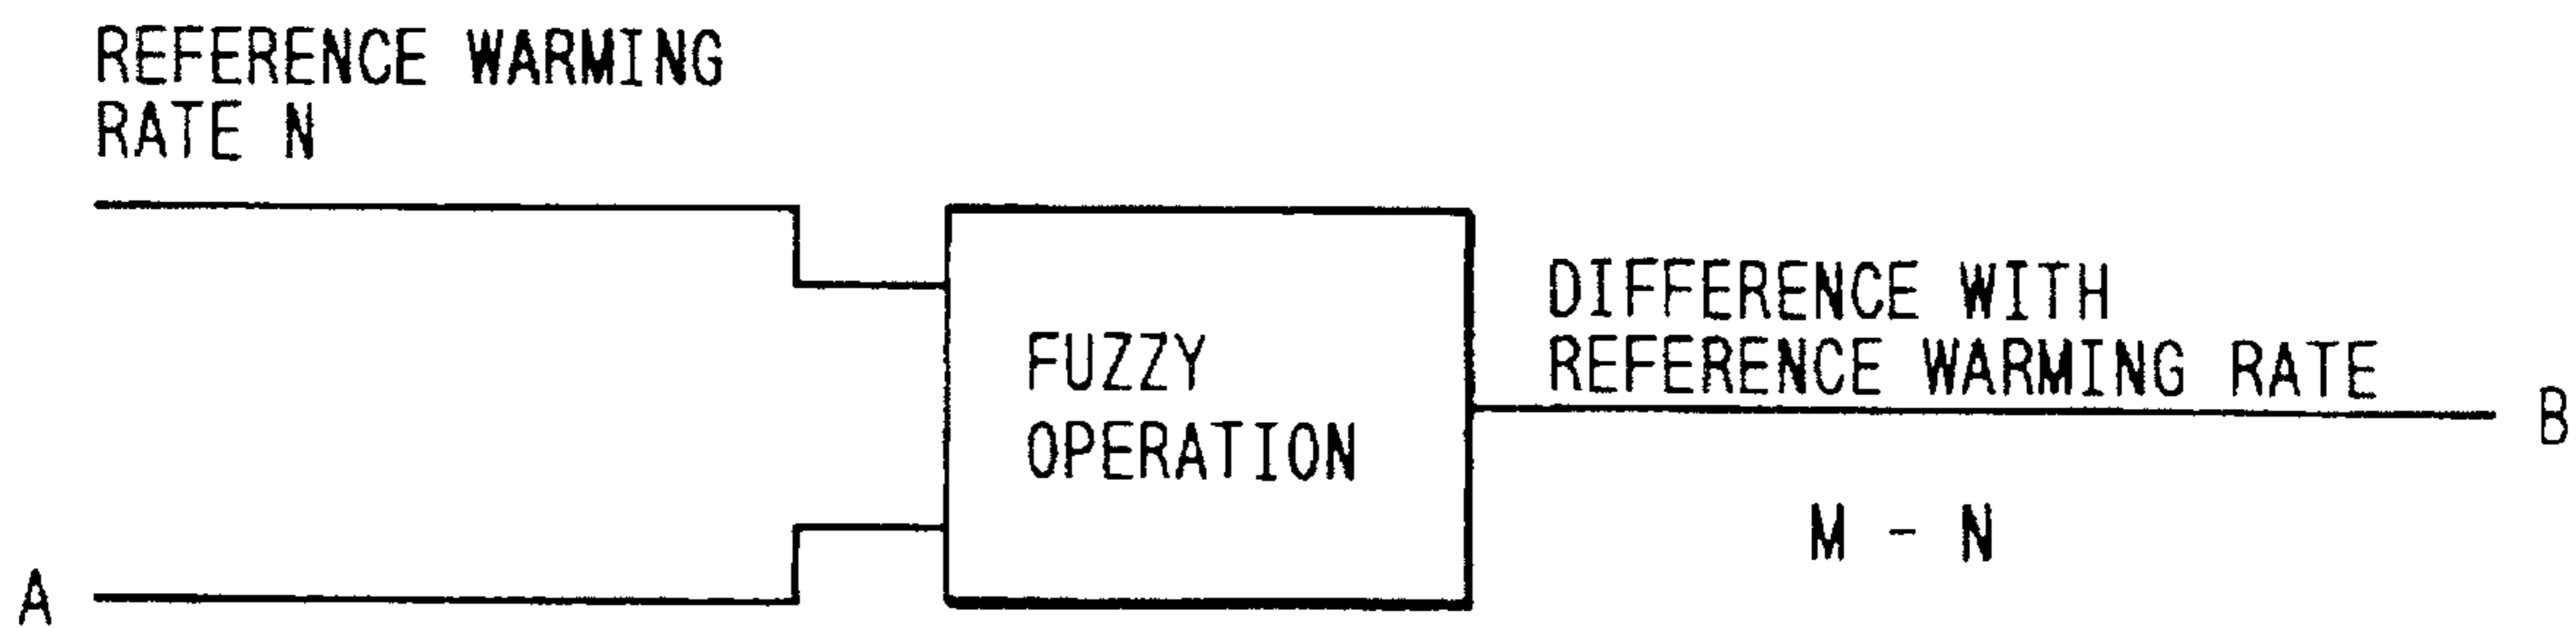 REFERENCE WARMING
RATE N
FUZZY
OPERATION
DIFFERENCE WITH
REFERENCE WARMING RATE
M - N
A
B